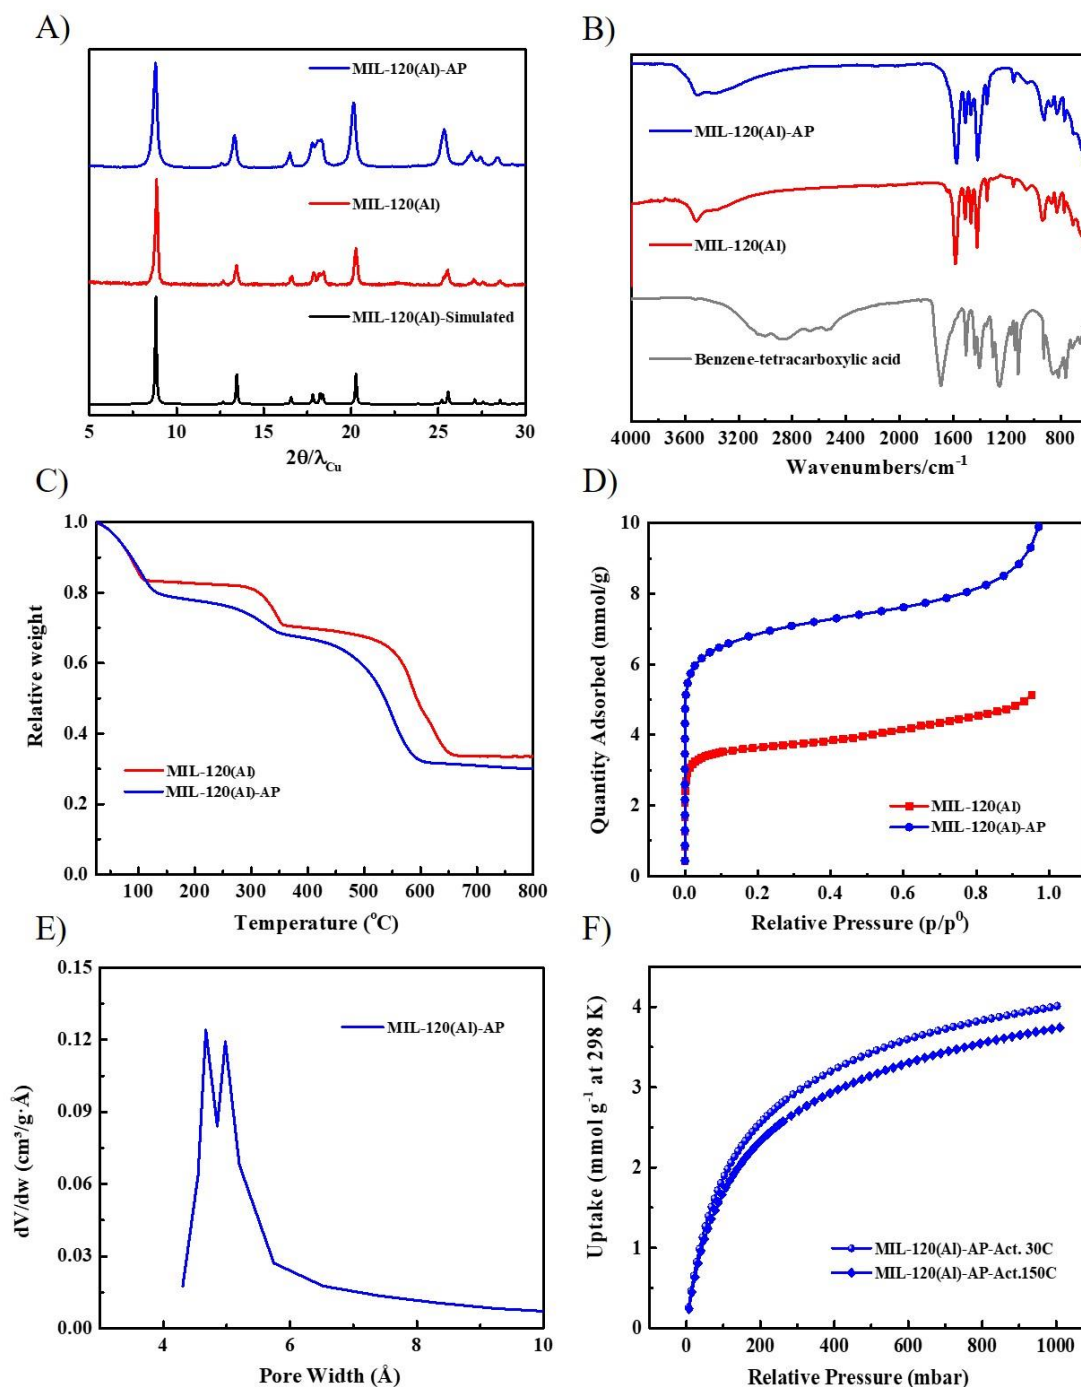 A)
MIL-120(Al)-AP
MIL-120(Al)
MIL-120(Al)-Simulated
5 10 15 20 25 30
2θ/λCu
B)
MIL-120(Al)-AP
MIL-120(Al)
Benzene-tetracarboxylic acid
4000 3600 3200 2800 2400 2000 1600 1200 800
Wavenumbers/cm⁻¹
C)
Relative weight
1.0
0.8
0.6
0.4
0.2
0.0
MIL-120(Al)
MIL-120(Al)-AP
100 200 300 400 500 600 700 800
Temperature (°C)
D)
Quantity Adsorbed (mmol/g)
10
8
6
4
2
0
MIL-120(Al)
MIL-120(Al)-AP
0.0 0.2 0.4 0.6 0.8 1.0
Relative Pressure (p/p⁰)
E)
dV/dw (cm³/g·Å)
0.15
0.12
0.09
0.06
0.03
0.00
MIL-120(Al)-AP
4 6 8 10
Pore Width (Å)
F)
Uptake (mmol g⁻¹ at 298 K)
4
3
2
1
0
MIL-120(Al)-AP-Act. 30C
MIL-120(Al)-AP-Act.150C
0 200 400 600 800 1000
Relative Pressure (mbar)